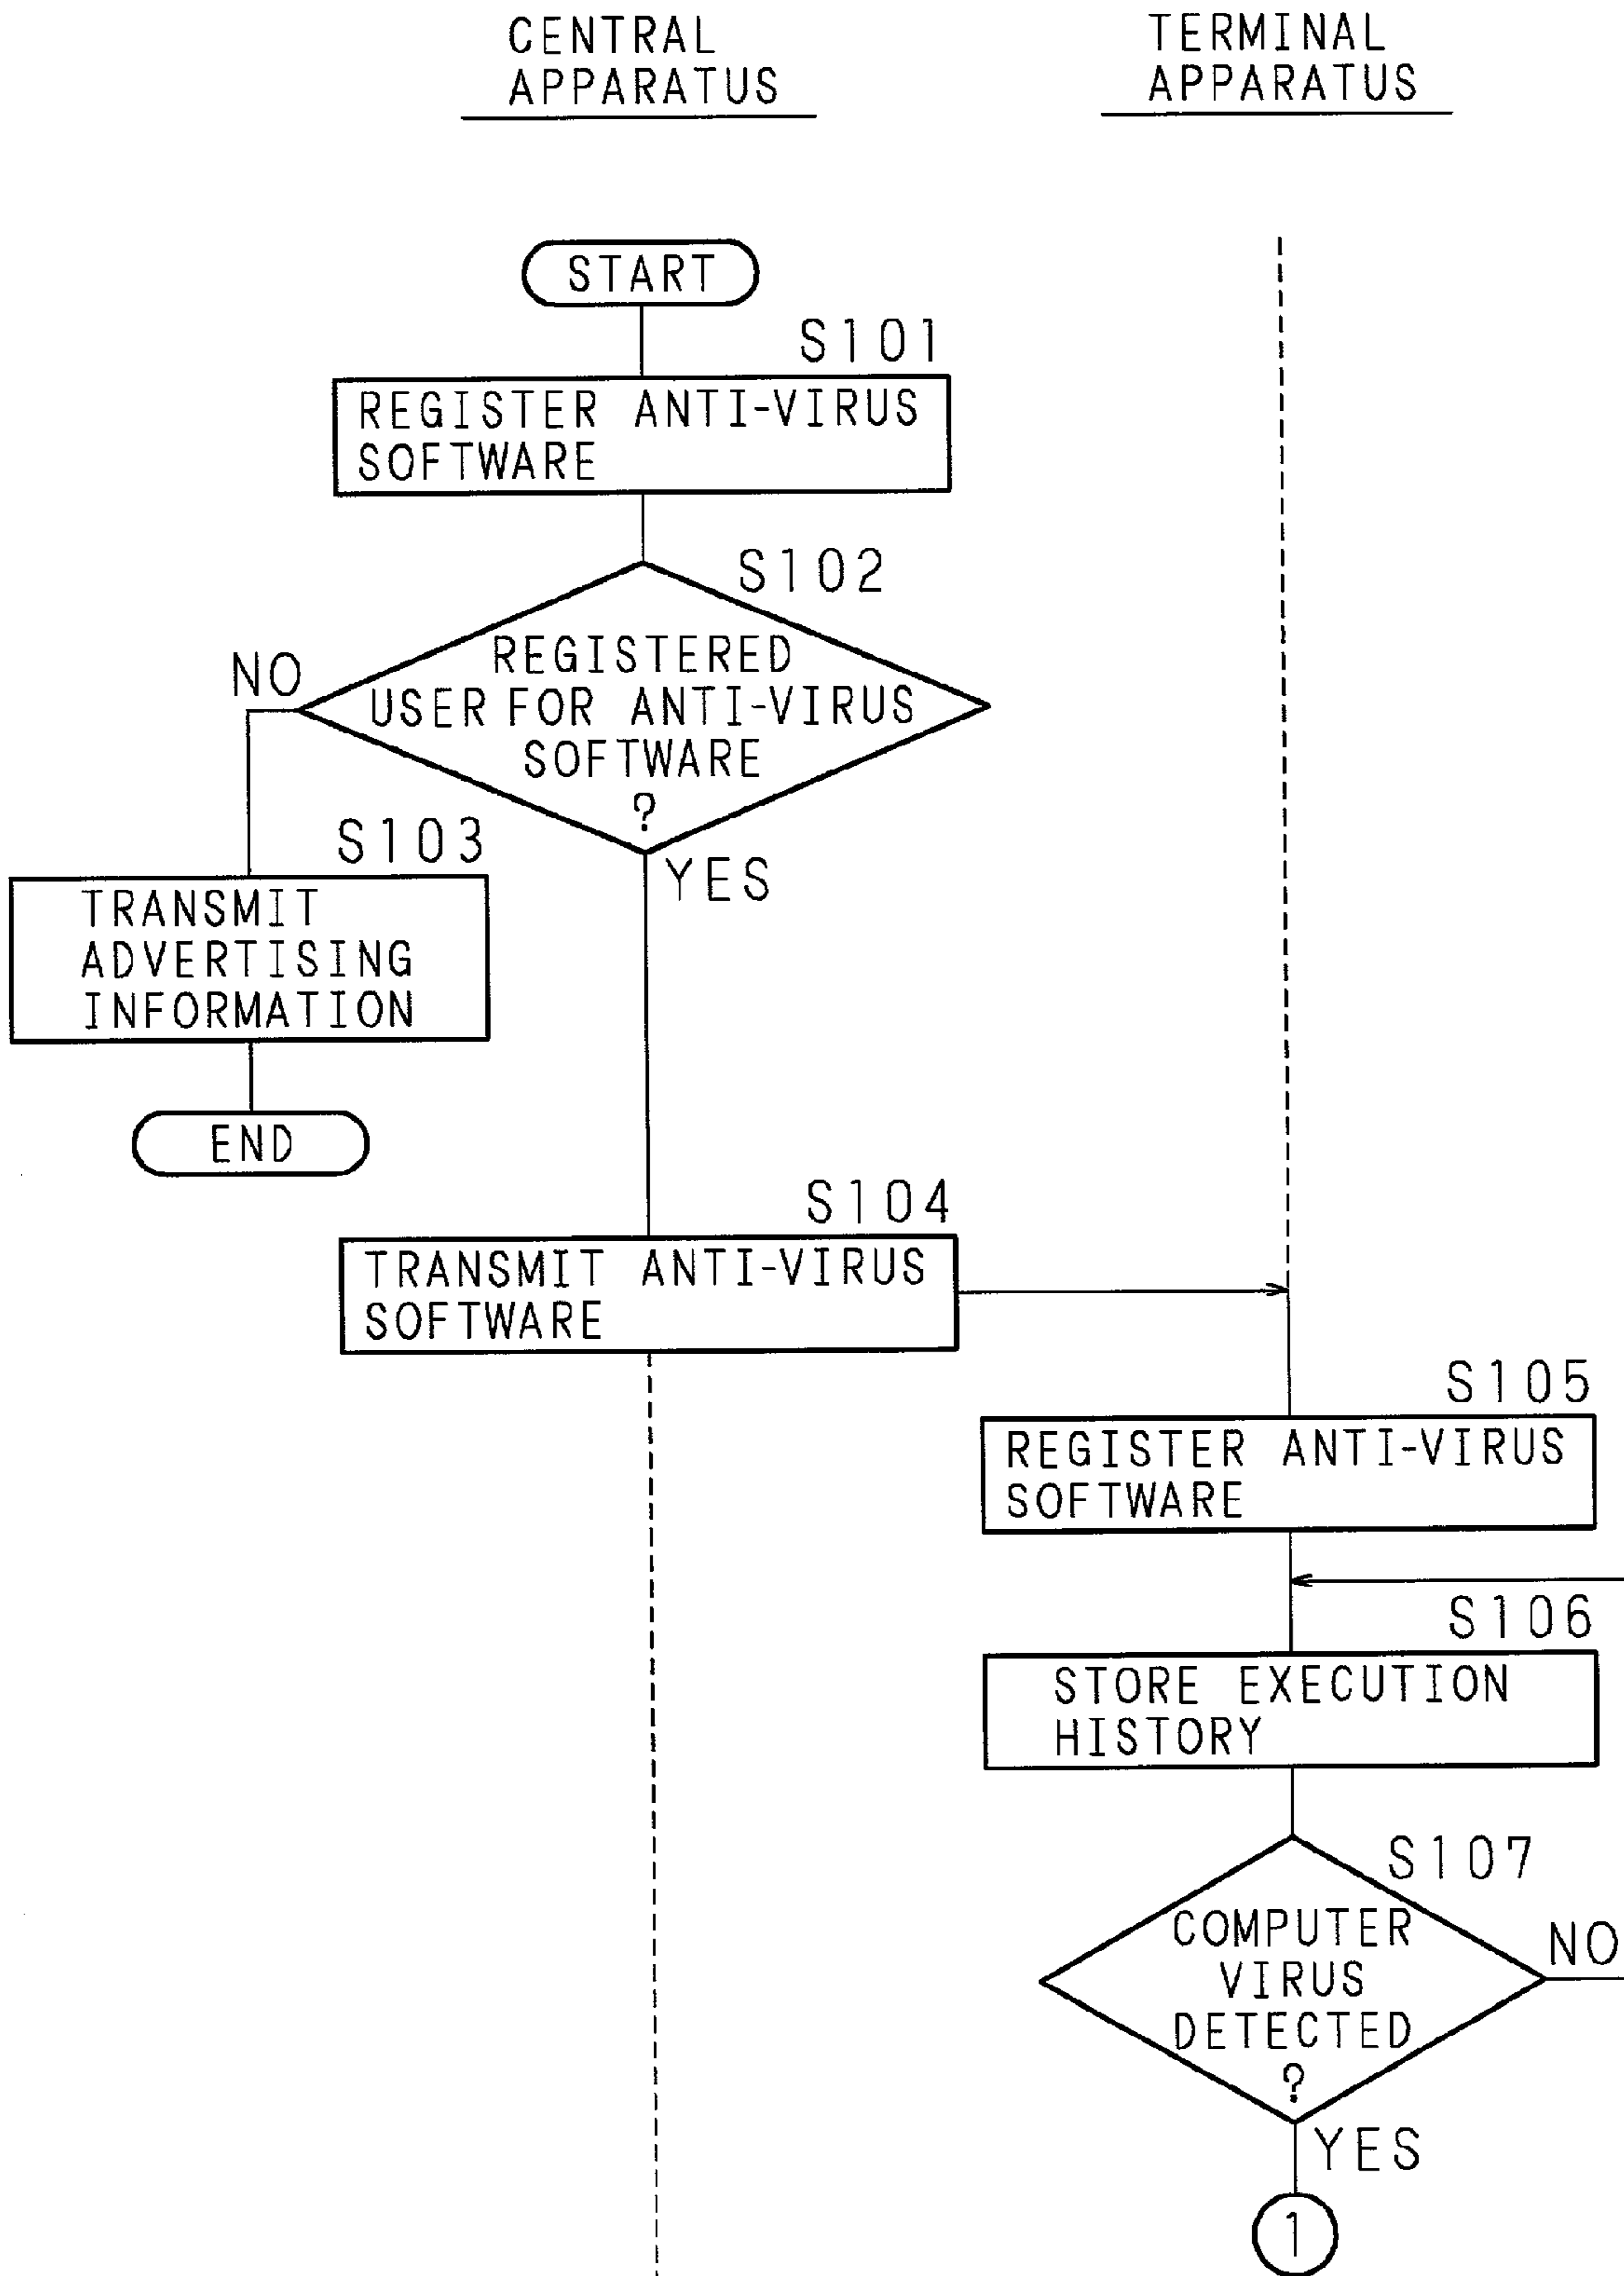 CENTRAL
APPARATUS
TERMINAL
APPARATUS
START
S101
REGISTER ANTI-VIRUS
SOFTWARE
S102
REGISTERED
USER FOR ANTI-VIRUS
SOFTWARE
?
NO
YES
S103
TRANSMIT
ADVERTISING
INFORMATION
END
S104
TRANSMIT ANTI-VIRUS
SOFTWARE
S105
REGISTER ANTI-VIRUS
SOFTWARE
S106
STORE EXECUTION
HISTORY
S107
COMPUTER
VIRUS
DETECTED
?
NO
YES
1